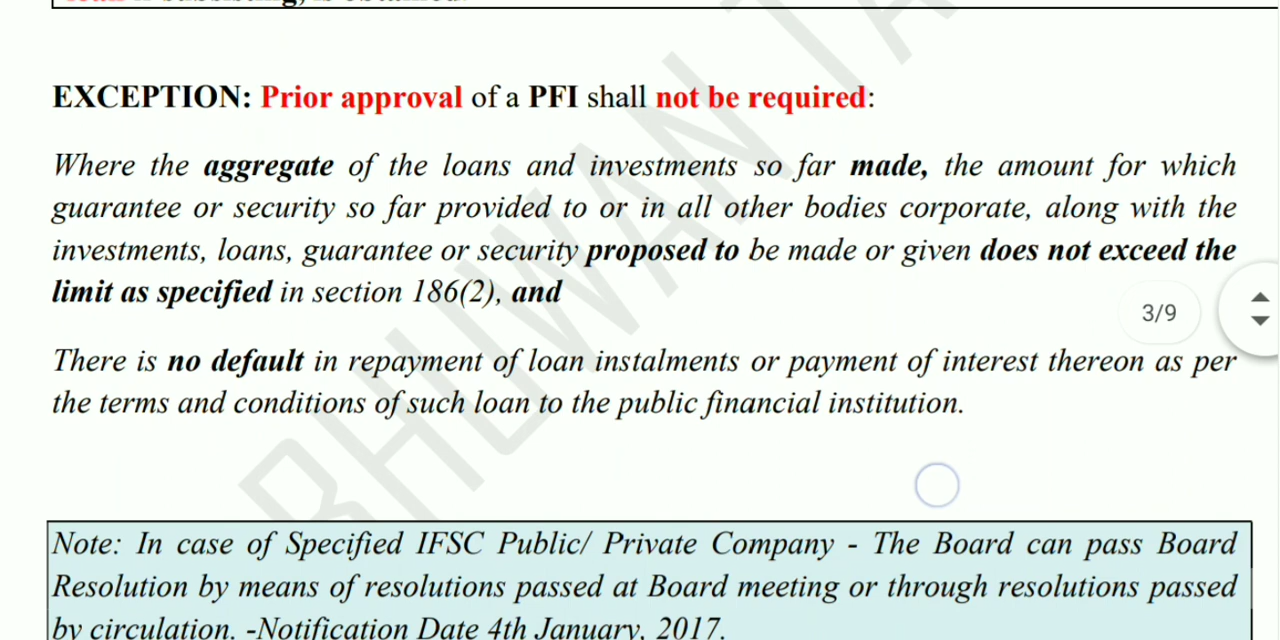 EXCEPTION: Prior approval of a PFI shall not be required:
Where the aggregate of the loans and investments so far made, the amount for which
guarantee or security so far provided to or in all other bodies corporate, along with the
investments, loans, guarantee or security proposed to be made or given does not exceed the
limit as specified in section 186(2), and
3/9
There is no default in repayment of loan instalments or payment of interest thereon as per
the terms and conditions of such loan to the public financial institution.
BHUWAN TA
Note: In case of Specified IFSC Public/ Private Company - The Board can pass Board
Resolution by means of resolutions passed at Board meeting or through resolutions passed
by circulation. -Notification Date 4th January, 2017.